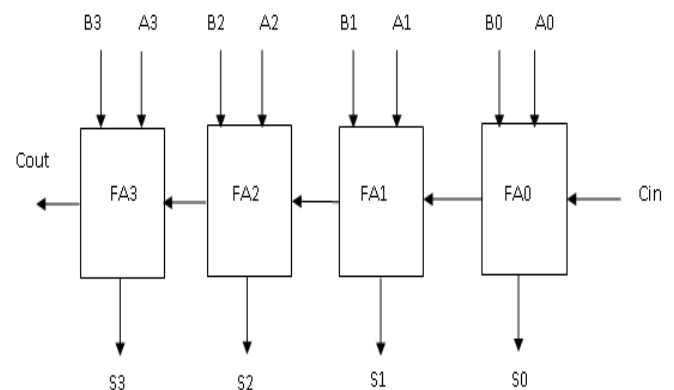 B3 A3 B2 A2 B1 A1 B0 A0
Cout FA3 FA2 FA1 FA0 Cin
S3 S2 S1 S0